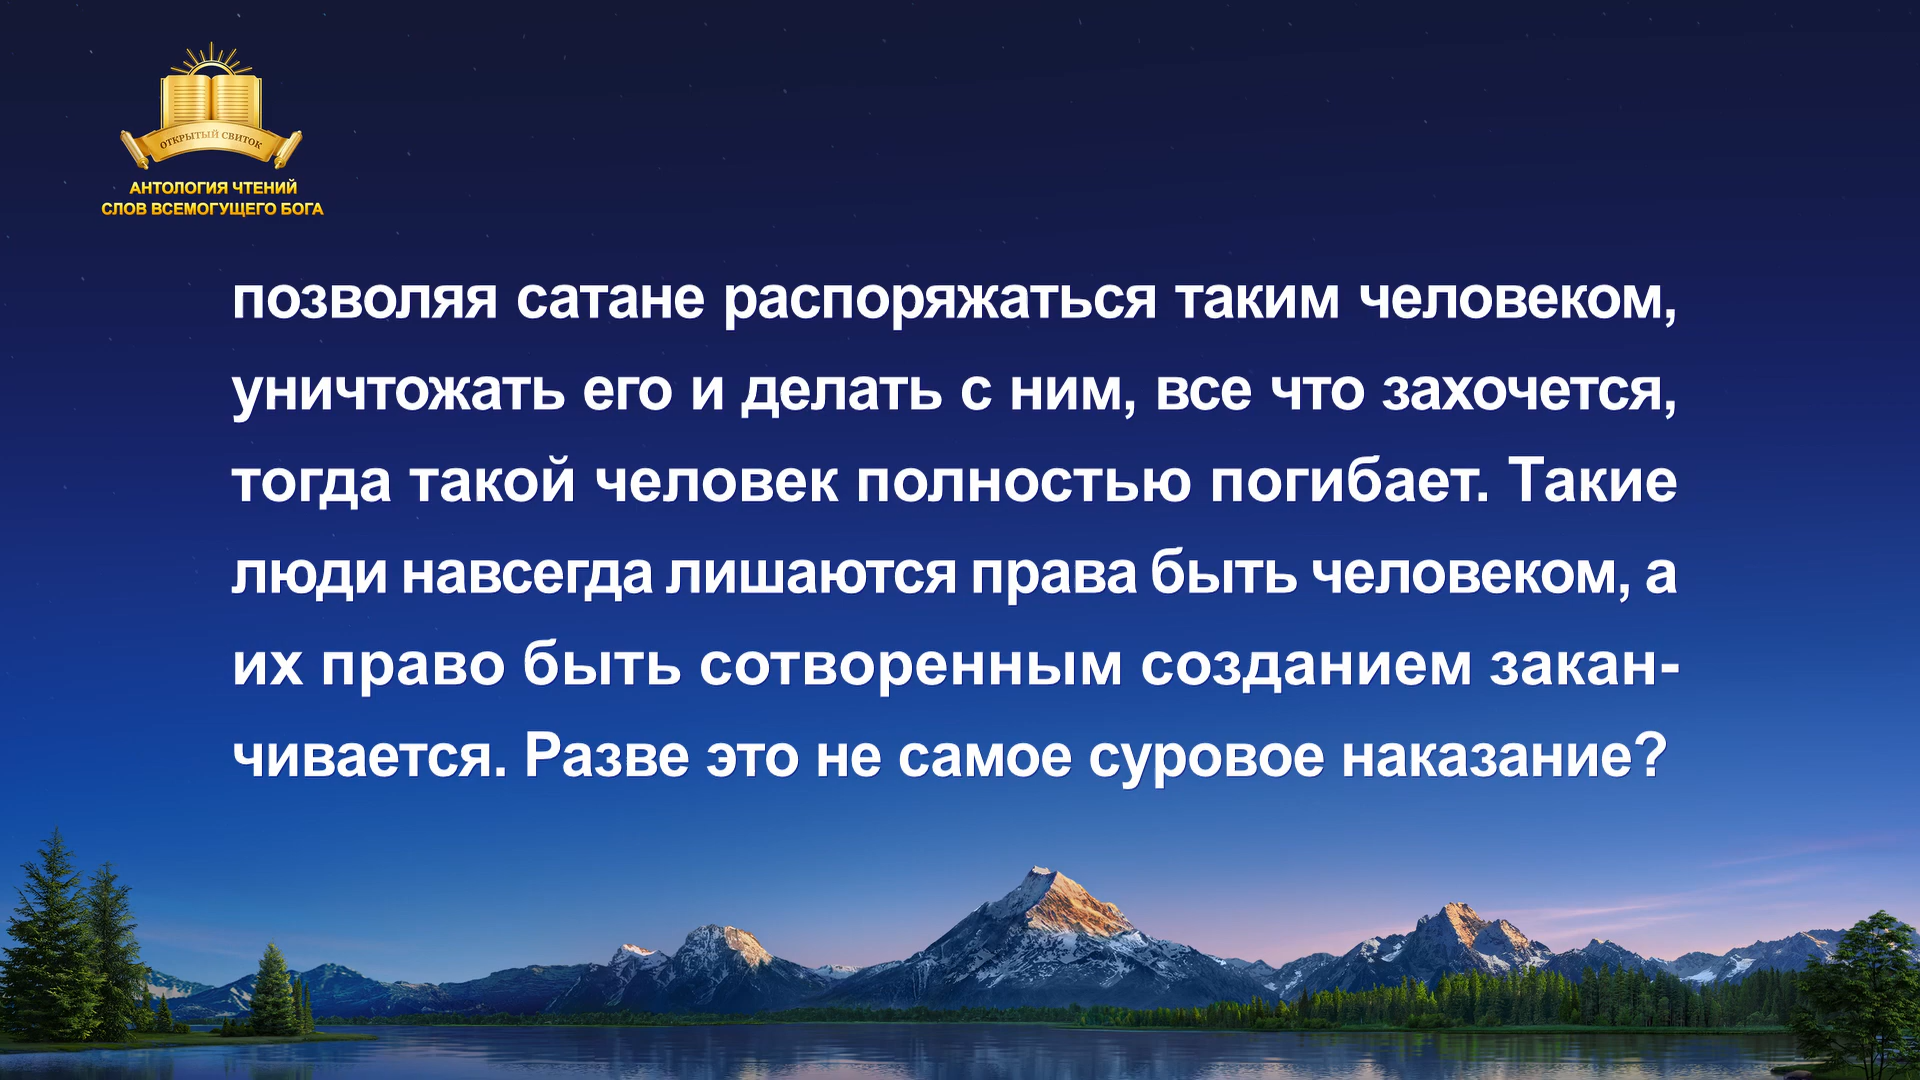 ОТКРЫТЫЙ СВИТОК
АНТОЛОГИЯ ЧТЕНИЙ
СЛОВ ВСЕМОГУЩЕГО БОГА
позволяя сатане распоряжаться таким человеком,
уничтожать его и делать с ним, все что захочется,
тогда такой человек полностью погибает. Такие
люди навсегда лишаются права быть человеком, а
их право быть сотворенным созданием закан-
чивается. Разве это не самое суровое наказание?